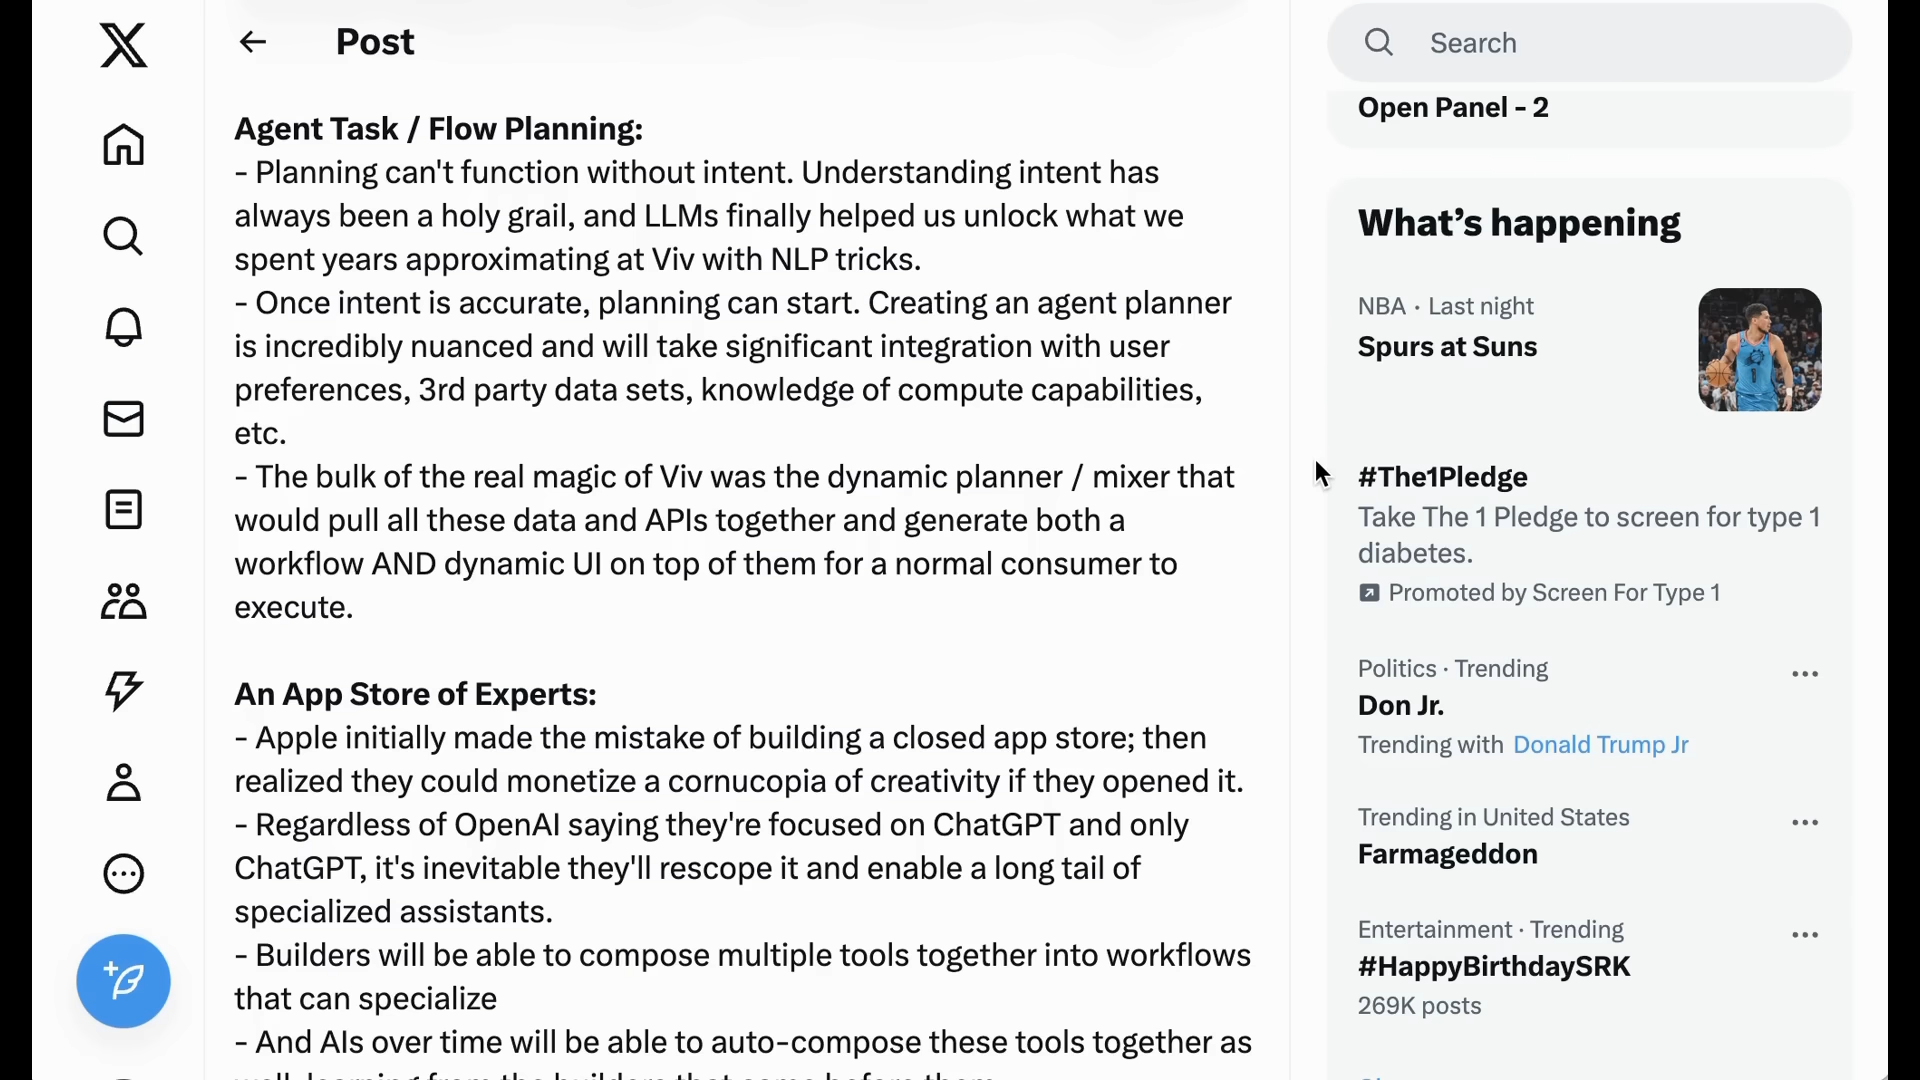 Post
Agent Task / Flow Planning:
- Planning can't function without intent. Understanding intent has
always been a holy grail, and LLMs finally helped us unlock what we
spent years approximating at Viv with NLP tricks.
- Once intent is accurate, planning can start. Creating an agent planner
is incredibly nuanced and will take significant integration with user
preferences, 3rd party data sets, knowledge of compute capabilities,
etc.
- The bulk of the real magic of Viv was the dynamic planner / mixer that
would pull all these data and APIs together and generate both a
workflow AND dynamic UI on top of them for a normal consumer to
execute.
An App Store of Experts:
- Apple initially made the mistake of building a closed app store; then
realized they could monetize a cornucopia of creativity if they opened it.
- Regardless of OpenAI saying they're focused on ChatGPT and only
ChatGPT, it's inevitable they'll rescope it and enable a long tail of
specialized assistants.
- Builders will be able to compose multiple tools together into workflows
that can specialize
- And AIs over time will be able to auto-compose these tools together as
well, learning from the builders that came before them
Search
Open Panel - 2
What's happening
NBA · Last night
Spurs at Suns
#The1Pledge
Take The 1 Pledge to screen for type 1
diabetes.
Promoted by Screen For Type 1
Politics · Trending
Don Jr.
Trending with Donald Trump Jr
Trending in United States
Farmageddon
Entertainment · Trending
#HappyBirthdaySRK
269K posts